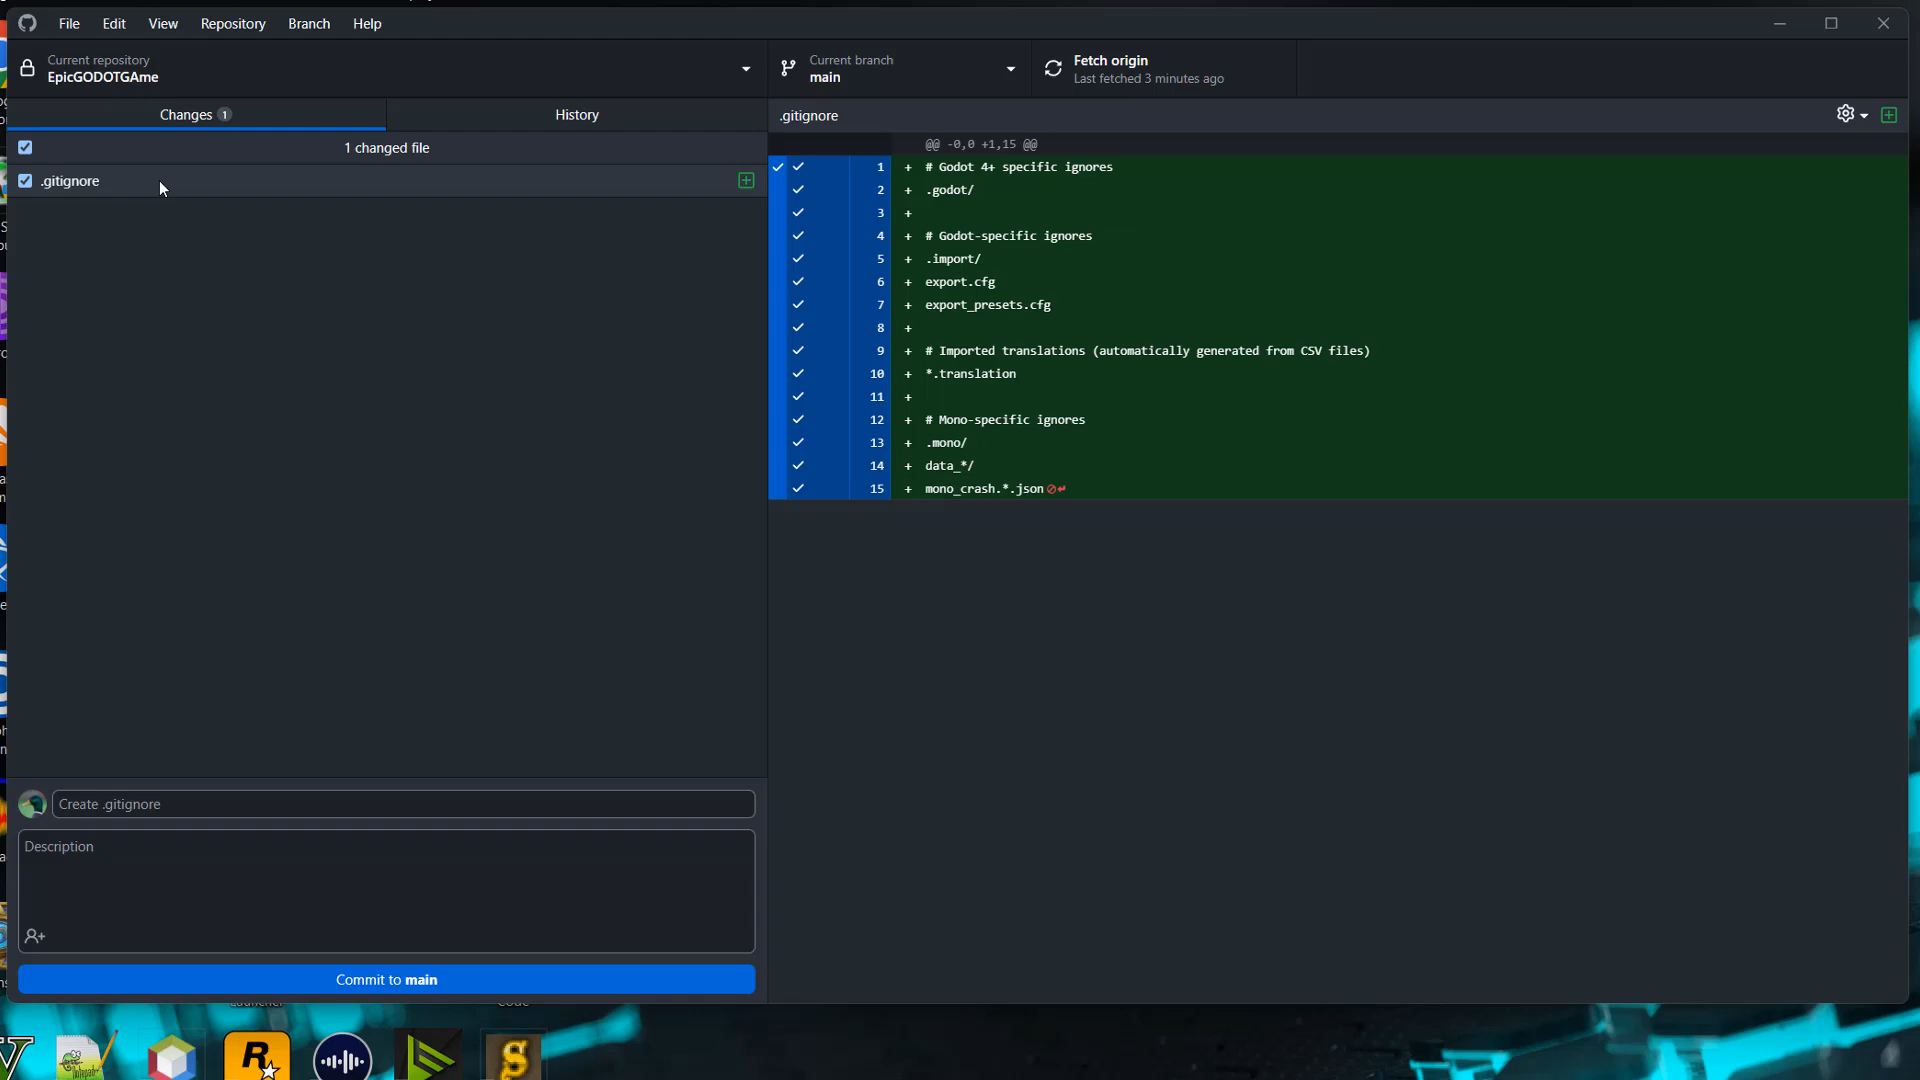 File Edit View Repository Branch Help
Current repository
EpicGODOTGAme
Current branch
main
Fetch origin
Last fetched 3 minutes ago
Changes 1
History
.gitignore
1 changed file
.gitignore
@@ -0,0 +1,15 @@
1 + # Godot 4+ specific ignores
2 + .godot/
3 +
4 + # Godot-specific ignores
5 + .import/
6 + export.cfg
7 + export_presets.cfg
8 +
9 + # Imported translations (automatically generated from CSV files)
10 + *.translation
11 +
12 + # Mono-specific ignores
13 + .mono/
14 + data_*/
15 + mono_crash.*.json
Create .gitignore
Description
Commit to main